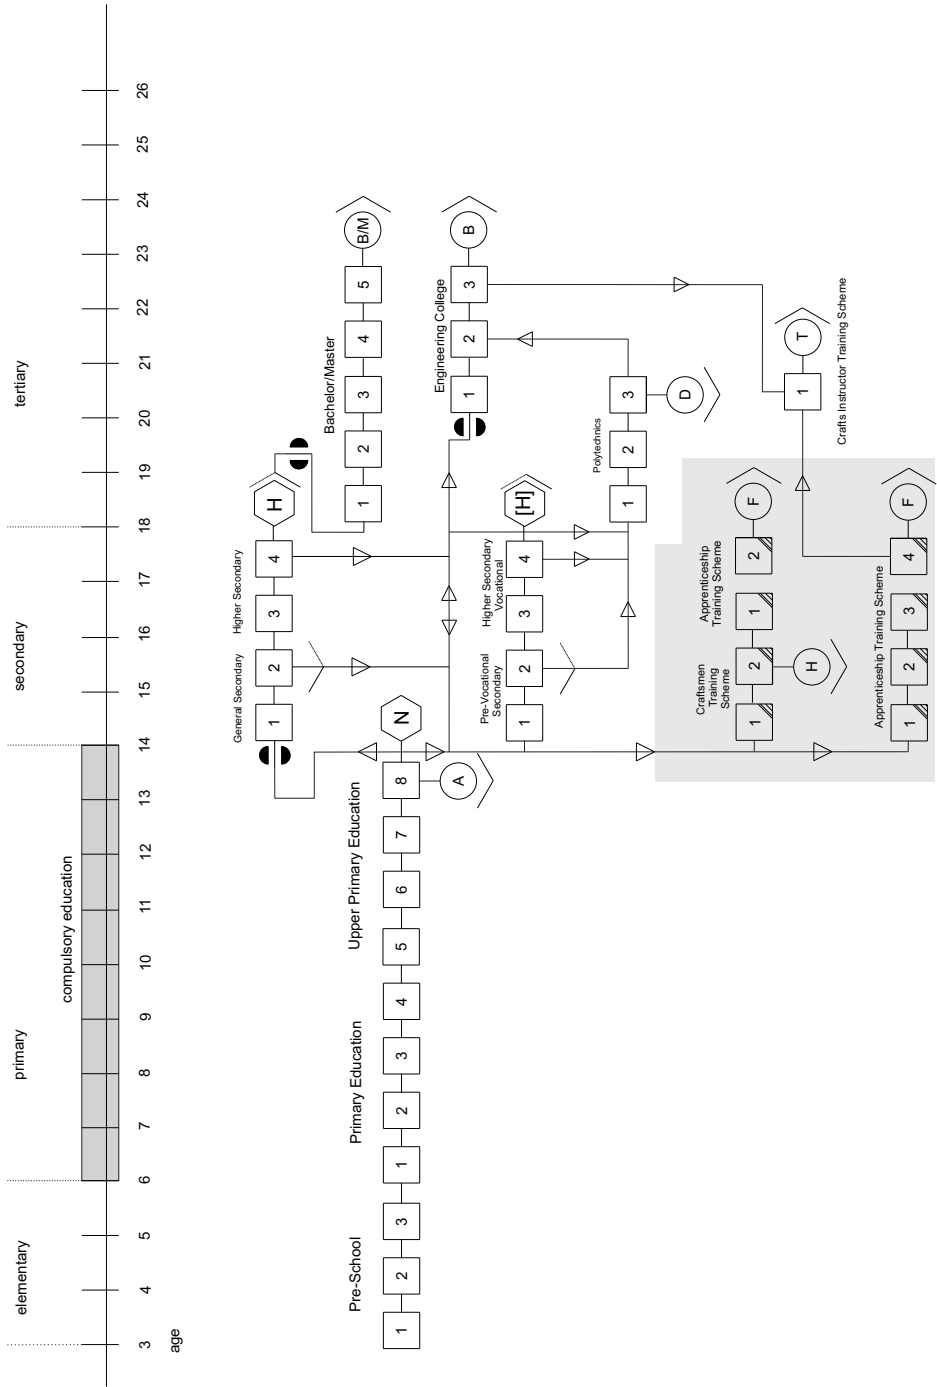 elementary primary secondary tertiary
compulsory education
3 4 5 6 7 8 9 10 11 12 13 14 15 16 17 18 19 20 21 22 23 24 25 26
age
General Secondary Higher Secondary
1 2 3 4 H
Bachelor/Master
1 2 3 4 5 B/M
Pre-School Primary Education Upper Primary Education
1 2 3 1 2 3 4 5 6 7 8 N
A
Engineering College
1 2 3 B
Pre-Vocational
Secondary
Higher Secondary
Vocational
1 2 3 4 [H]
Polytechnics
1 2 3
D
Craftsmen
Training
Scheme
Apprenticeship
Training Scheme
1 2 1 2 F
H
1 T
Crafts Instructor Training Scheme
Apprenticeship Training Scheme
1 2 3 4 F